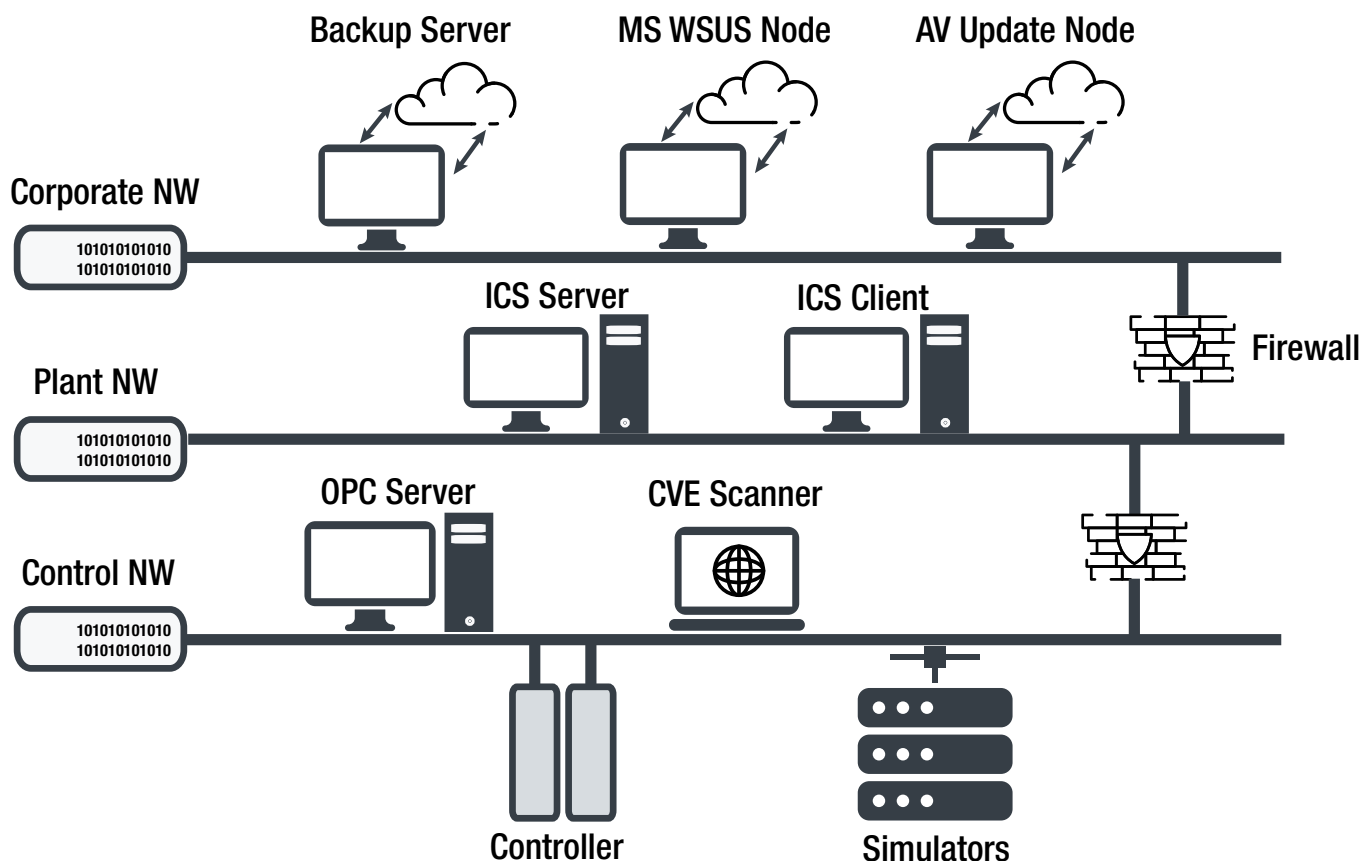 Backup Server
MS WSUS Node
AV Update Node
Corporate NW
101010101010
101010101010
ICS Server
ICS Client
Firewall
Plant NW
101010101010
101010101010
OPC Server
CVE Scanner
Control NW
101010101010
101010101010
Controller
Simulators